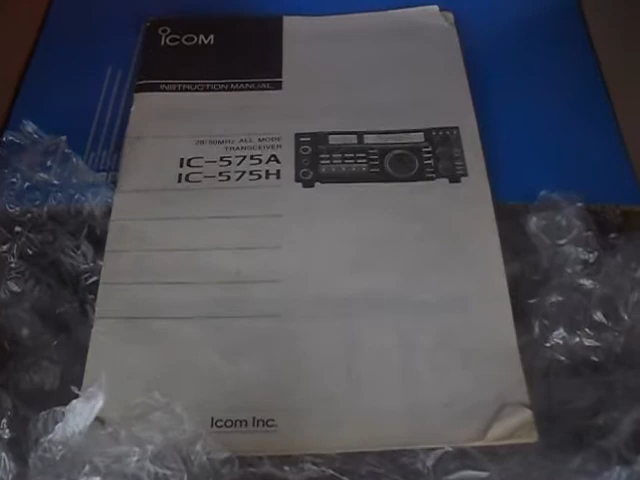 ICOM
INSTRUCTION MANUAL
28/50MHz ALL MODE
TRANSCEIVER
IC-575A
IC-575H
Icom Inc.